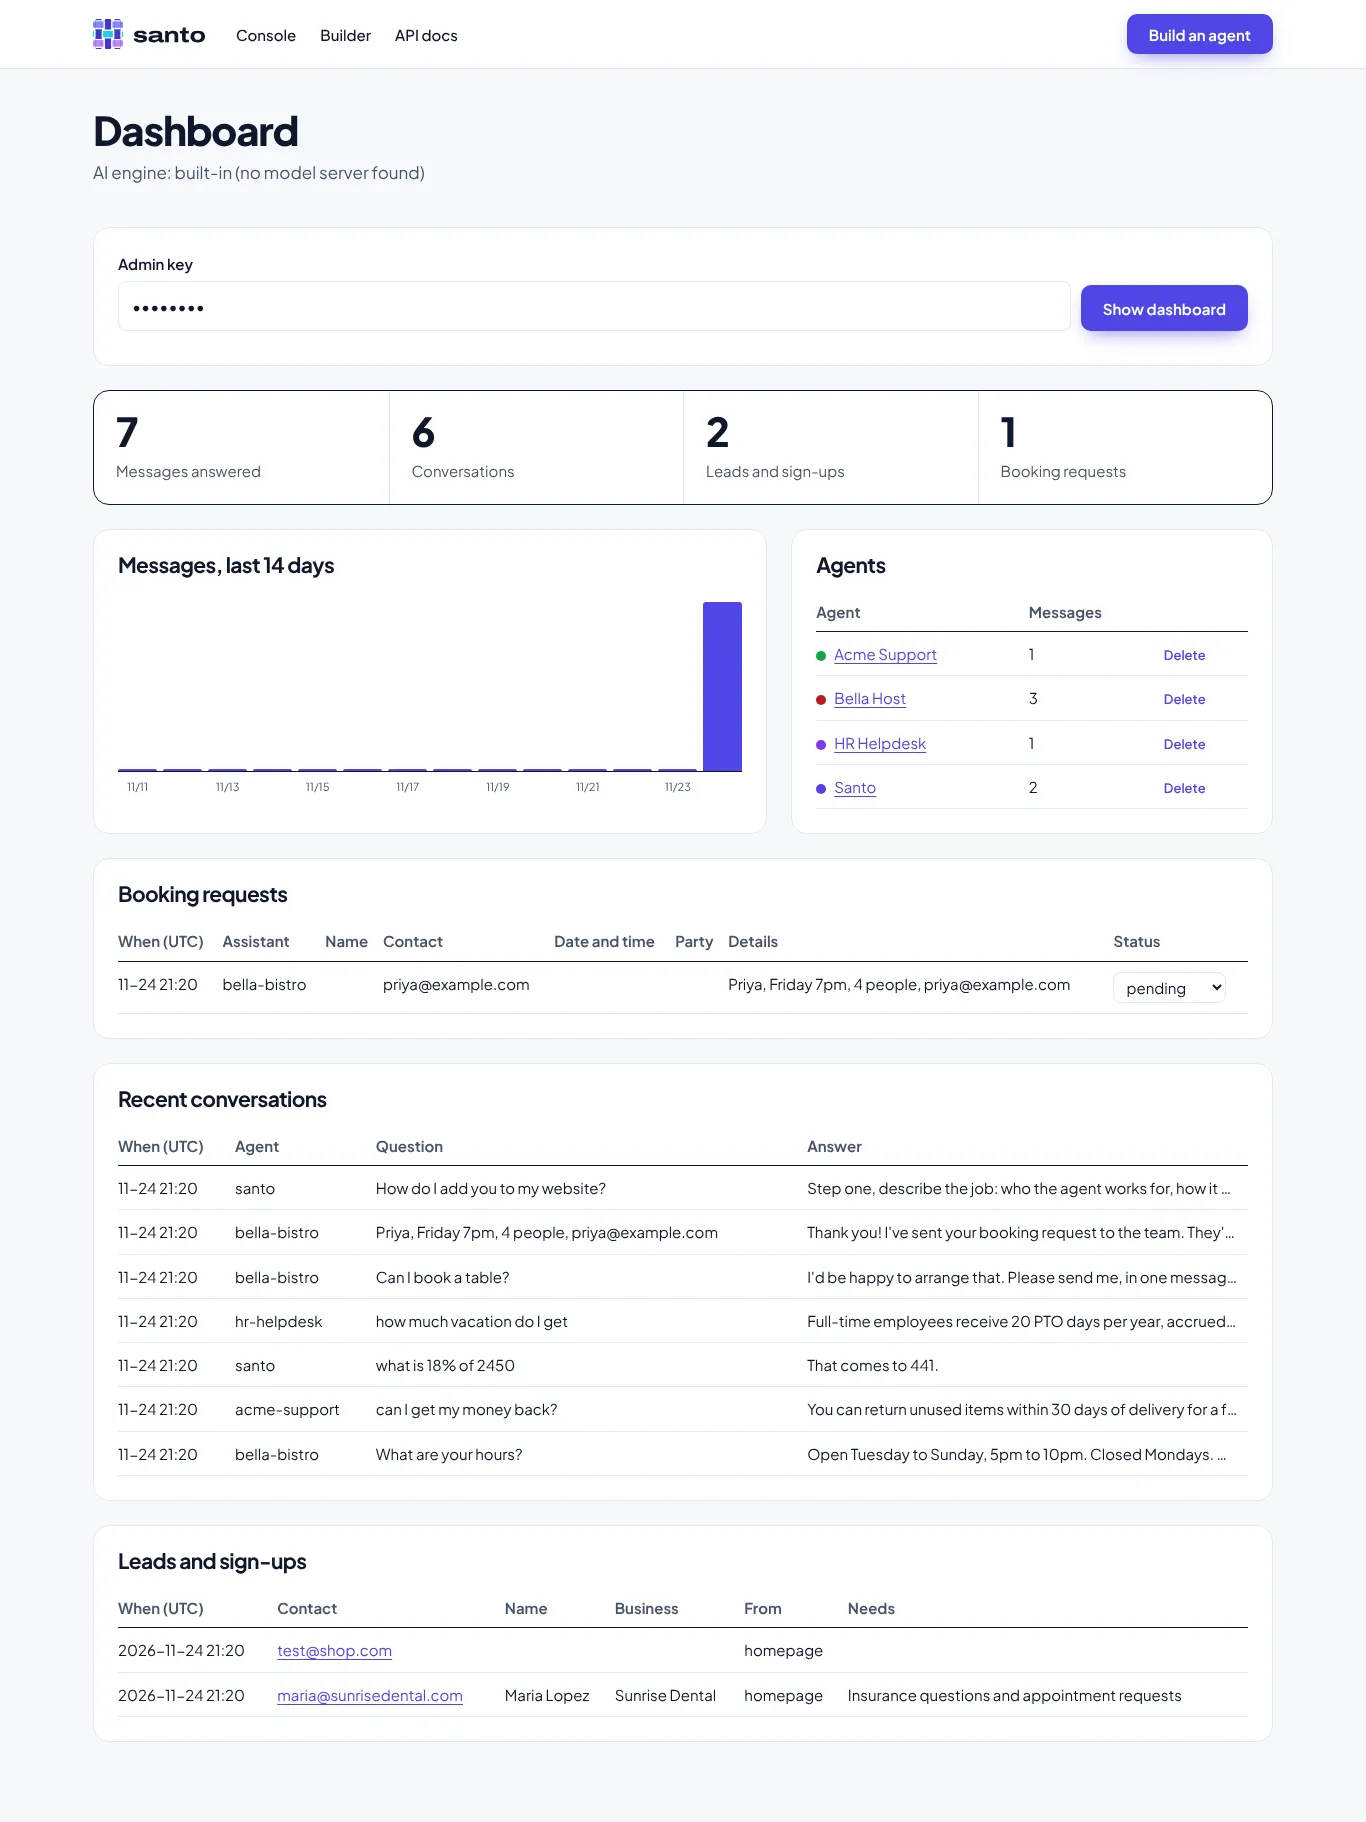 santo
Console
Builder
API docs
Build an agent
Dashboard
AI engine: built-in (no model server found)
Admin key
••••••••
Show dashboard
7
Messages answered
6
Conversations
2
Leads and sign-ups
1
Booking requests
Messages, last 14 days
11/11 11/13 11/15 11/17 11/19 11/21 11/23
Agents
Agent Messages
Acme Support 1 Delete
Bella Host 3 Delete
HR Helpdesk 1 Delete
Santo 2 Delete
Booking requests
When (UTC) Assistant Name Contact Date and time Party Details Status
11-24 21:20 bella-bistro priya@example.com Priya, Friday 7pm, 4 people, priya@example.com pending
Recent conversations
When (UTC) Agent Question Answer
11-24 21:20 santo How do I add you to my website? Step one, describe the job: who the agent works for, how it ...
11-24 21:20 bella-bistro Priya, Friday 7pm, 4 people, priya@example.com Thank you! I've sent your booking request to the team. They'...
11-24 21:20 bella-bistro Can I book a table? I'd be happy to arrange that. Please send me, in one messag...
11-24 21:20 hr-helpdesk how much vacation do I get Full-time employees receive 20 PTO days per year, accrued...
11-24 21:20 santo what is 18% of 2450 That comes to 441.
11-24 21:20 acme-support can I get my money back? You can return unused items within 30 days of delivery for a f...
11-24 21:20 bella-bistro What are your hours? Open Tuesday to Sunday, 5pm to 10pm. Closed Mondays. ...
Leads and sign-ups
When (UTC) Contact Name Business From Needs
2026-11-24 21:20 test@shop.com homepage
2026-11-24 21:20 maria@sunrisedental.com Maria Lopez Sunrise Dental homepage Insurance questions and appointment requests